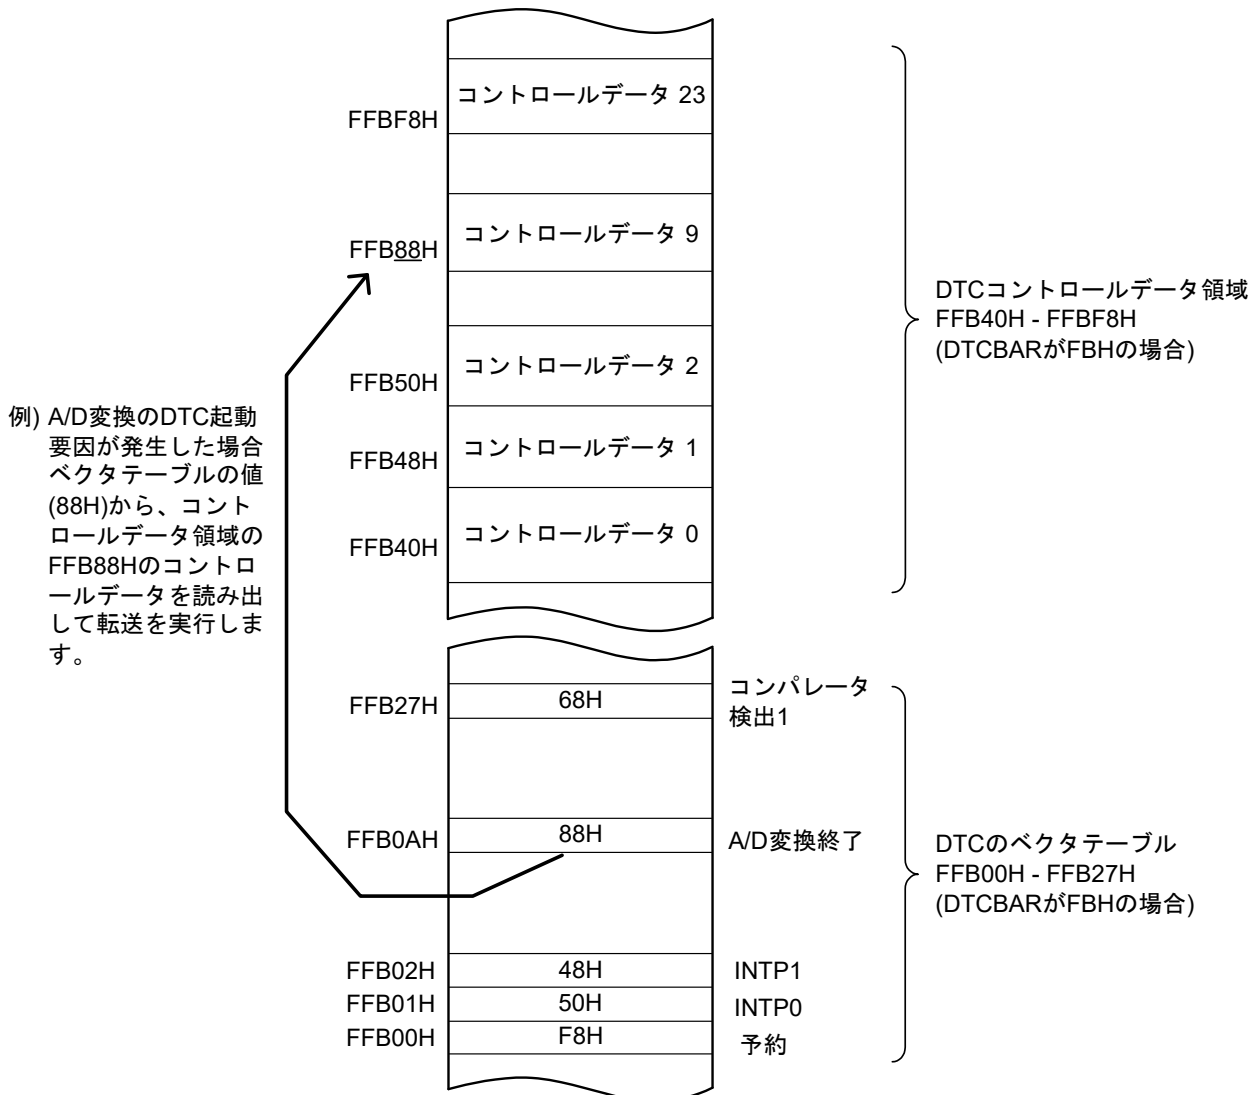 コントロールデータ 23
FFBF8H
コントロールデータ 9
FFB88H
DTCコントロールデータ領域
FFB40H - FFBF8H
(DTCBARがFBHの場合)
コントロールデータ 2
FFB50H
コントロールデータ 1
FFB48H
コントロールデータ 0
FFB40H
例) A/D変換のDTC起動
要因が発生した場合
ベクタテーブルの値
(88H)から、コント
ロールデータ領域の
FFB88Hのコントロ
ールデータを読み出
して転送を実行しま
す。
FFB27H
68H
コンパレータ
検出1
FFB0AH
88H
A/D変換終了
DTCのベクタテーブル
FFB00H - FFB27H
(DTCBARがFBHの場合)
FFB02H
48H
INTP1
FFB01H
50H
INTP0
FFB00H
F8H
予約